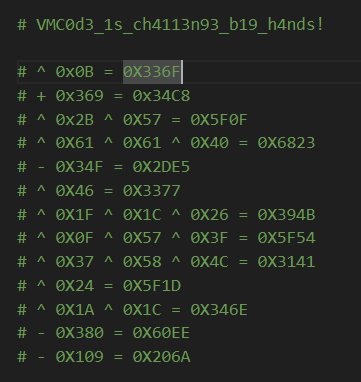 # VMC0d3_1s_ch4113n93_b19_h4nds!
# ^ 0x0B = 0X336F
# + 0x369 = 0x34C8
# ^ 0x2B ^ 0X57 = 0X5F0F
# ^ 0X61 ^ 0X61 ^ 0X40 = 0X6823
# - 0X34F = 0X2DE5
# ^ 0X46 = 0X3377
# ^ 0X1F ^ 0X1C ^ 0X26 = 0X394B
# ^ 0X0F ^ 0X57 ^ 0X3F = 0X5F54
# ^ 0X37 ^ 0X58 ^ 0X4C = 0X3141
# ^ 0X24 = 0X5F1D
# ^ 0X1A ^ 0X1C = 0X346E
# - 0X380 = 0X60EE
# - 0X109 = 0X206A